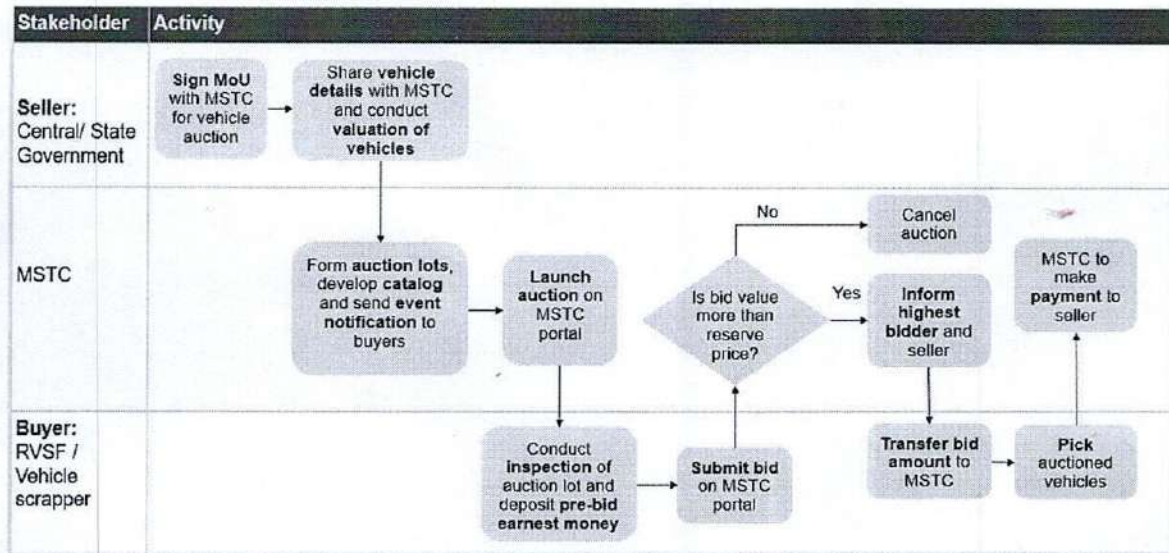 Stakeholder
Activity
Seller:
Central/ State
Government
Sign MoU
with MSTC
for vehicle
auction
Share vehicle
details with MSTC
and conduct
valuation of
vehicles
MSTC
Form auction lots,
develop catalog
and send event
notification to
buyers
Launch
auction on
MSTC
portal
Is bid value
more than
reserve
price?
No
Cancel
auction
Yes
Inform
highest
bidder and
seller
MSTC to
make
payment to
seller
Buyer:
RVSF /
Vehicle
scrapper
Conduct
inspection of
auction lot and
deposit pre-bid
earnest money
Submit bid
on MSTC
portal
Transfer bid
amount to
MSTC
Pick
auctioned
vehicles